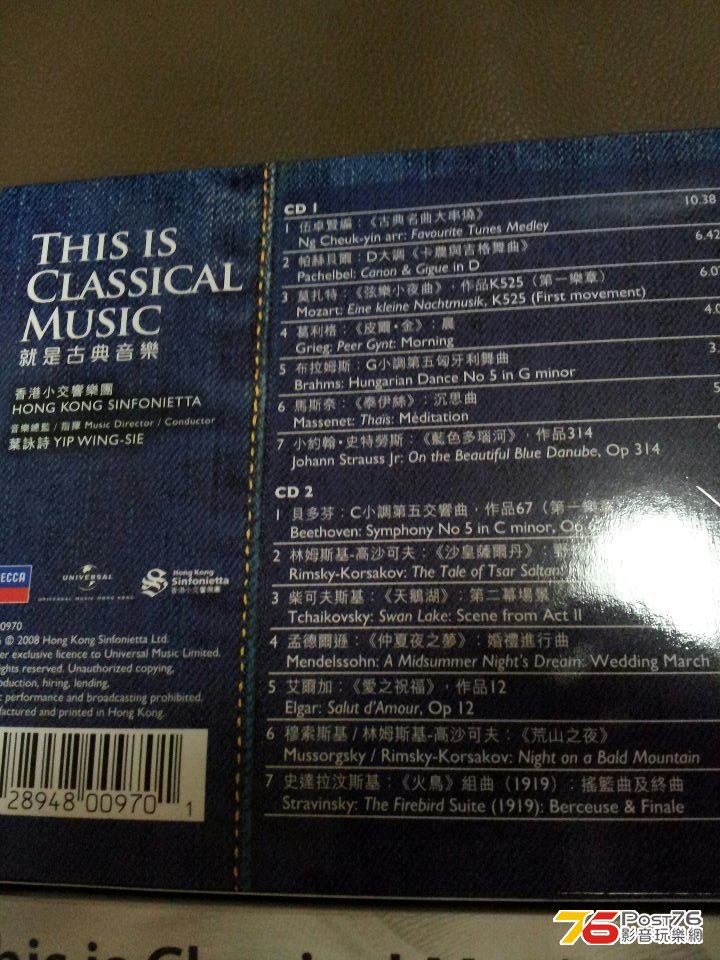 THIS IS
CLASSICAL
MUSIC
就是古典音樂
香港小交響樂團
HONG KONG SINFONIETTA
音樂總監 / 指揮 Music Director / Conductor
葉詠詩 YIP WING-SIE
DECCA
UNIVERSAL
UNIVERSAL MUSIC HONG KONG
Hong Kong
Sinfonietta
香港小交響樂團
00970
© 2008 Hong Kong Sinfonietta Ltd.
exclusive licence to Universal Music Limited.
rights reserved. Unauthorized copying,
hiring, lending,
performance and broadcasting prohibited.
and printed in Hong Kong.
28948 00970 1
CD 1
1 伍卓賢編：《古典名曲大串燒》 10.38
Ng Cheuk-yin arr: Favourite Tunes Medley
2 帕赫貝爾：D大調《卡農與吉格舞曲》 6.42
Pachelbel: Canon & Gigue in D
3 莫扎特：《弦樂小夜曲》，作品K525（第一樂章） 6.0
Mozart: Eine kleine Nachtmusik, K525 (First movement)
4 葛利格：《皮爾·金》：晨
Grieg: Peer Gynt: Morning
5 布拉姆斯：G小調第五匈牙利舞曲
Brahms: Hungarian Dance No 5 in G minor
6 馬斯奈：《泰伊絲》：沉思曲
Massenet: Thaïs: Méditation
7 小約翰·史特勞斯：《藍色多瑙河》，作品314
Johann Strauss Jr: On the Beautiful Blue Danube, Op 314
CD 2
1 貝多芬：C小調第五交響曲，作品67（第一樂章
Beethoven: Symphony No 5 in C minor, Op
2 林姆斯基-高沙可夫：《沙皇薩爾丹》：野
Rimsky-Korsakov: The Tale of Tsar Saltan:
3 柴可夫斯基：《天鵝湖》：第二幕場景
Tchaikovsky: Swan Lake: Scene from Act II
4 孟德爾遜：《仲夏夜之夢》：婚禮進行曲
Mendelssohn: A Midsummer Night's Dream: Wedding March
5 艾爾加：《愛之祝福》，作品12
Elgar: Salut d'Amour, Op 12
6 穆索斯基 / 林姆斯基-高沙可夫：《荒山之夜》
Mussorgsky / Rimsky-Korsakov: Night on a Bald Mountain
7 史達拉汶斯基：《火鳥》組曲（1919）：搖籃曲及終曲
Stravinsky: The Firebird Suite (1919): Berceuse & Finale
76 Post76
影音玩樂網